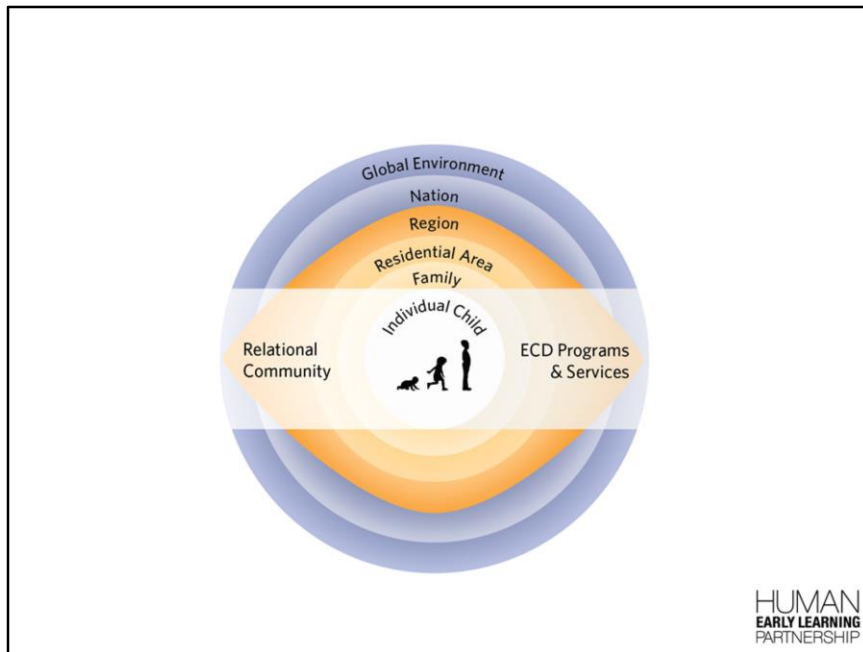 Global Environment
Nation
Region
Residential Area
Family
Individual Child
Relational
Community
ECD Programs
& Services
HUMAN
EARLY LEARNING
PARTNERSHIP